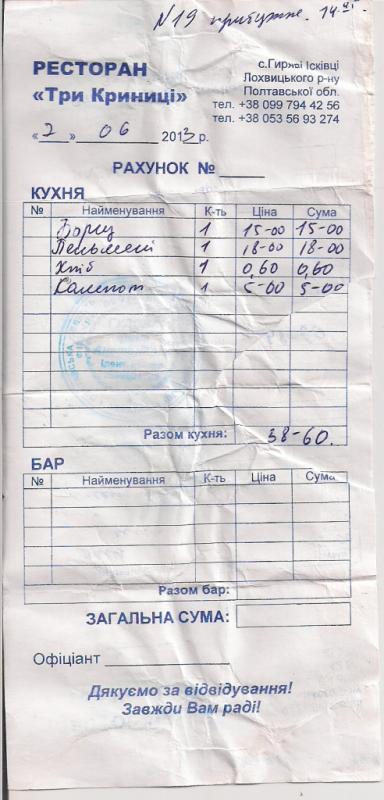 N19 прибуття. 14 ⁴⁵
РЕСТОРАН
«Три Криниці»
с.Гиряві Ісківці
Лохвицького р-ну
Полтавської обл.
тел. +38 099 794 42 56
тел. +38 053 56 93 274
«2» 06 2013 р.
РАХУНОК №
КУХНЯ
№ Найменування К-ть Ціна Сума
Борщ 1 15-00 15-00
Пельмені 1 18-00 18-00
Хліб 1 0,60 0,60
Компот 1 5-00 5-00
Разом кухня: 38-60.
БАР
№ Найменування К-ть Ціна Сума
Разом бар:
ЗАГАЛЬНА СУМА:
Офіціант
Дякуємо за відвідування!
Завжди Вам раді!